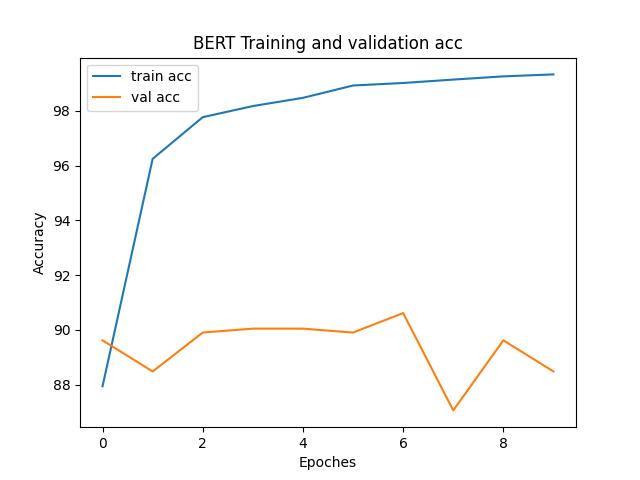 BERT Training and validation acc
train acc
val acc
98
96
94
92
90
88
Accuracy
0 2 4 6 8
Epoches